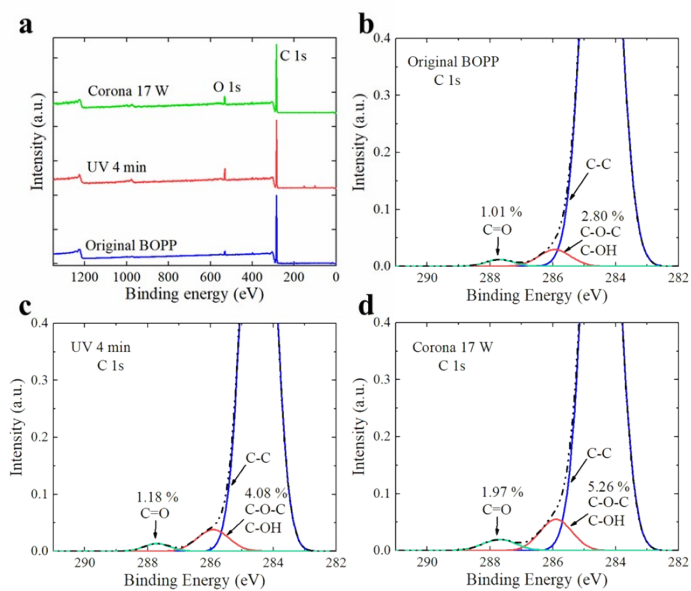 a
Intensity (a.u.)
C 1s
O 1s
Corona 17 W
UV 4 min
Original BOPP
1200 1000 800 600 400 200 0
Binding energy (eV)
b
Intensity (a.u.)
0.4
0.3
0.2
0.1
0.0
Original BOPP
C 1s
C-C
1.01 %
C=O
2.80 %
C-O-C
C-OH
290 288 286 284 282
Binding Energy (eV)
c
Intensity (a.u.)
0.4
0.3
0.2
0.1
0.0
UV 4 min
C 1s
C-C
1.18 %
C=O
4.08 %
C-O-C
C-OH
290 288 286 284 282
Binding Energy (eV)
d
Intensity (a.u.)
0.4
0.3
0.2
0.1
0.0
Corona 17 W
C 1s
C-C
1.97 %
C=O
5.26 %
C-O-C
C-OH
290 288 286 284 282
Binding Energy (eV)